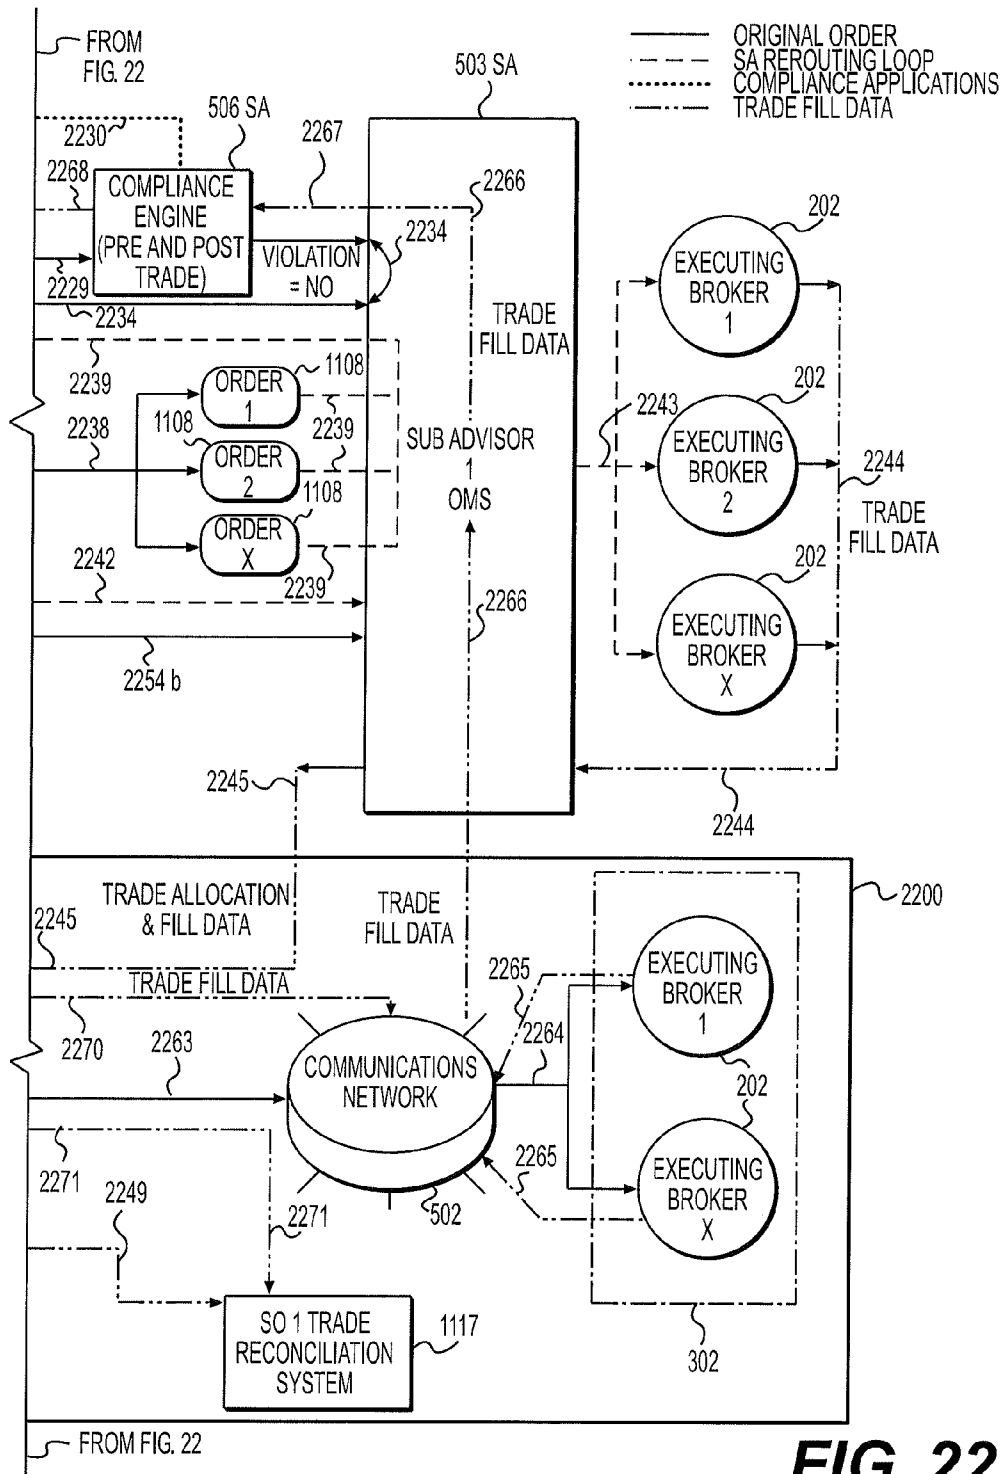 FROM
FIG. 22
ORIGINAL ORDER
SA REROUTING LOOP
COMPLIANCE APPLICATIONS
TRADE FILL DATA
503 SA
506 SA
2230
2267
2268
COMPLIANCE
ENGINE
(PRE AND POST
TRADE)
2266
2234
VIOLATION
= NO
2229
2234
202
EXECUTING
BROKER
1
TRADE
FILL DATA
2239
ORDER
1
1108
2239
2238
1108
ORDER
2
2239
1108
ORDER
X
2239
SUB ADVISOR
1
OMS
2243
202
EXECUTING
BROKER
2
2244
TRADE
FILL DATA
202
EXECUTING
BROKER
X
2242
2266
2254 b
2245
2244
2200
TRADE ALLOCATION
& FILL DATA
TRADE
FILL DATA
2245
TRADE FILL DATA
2270
2263
COMMUNICATIONS
NETWORK
502
2265
2264
EXECUTING
BROKER
1
202
2265
EXECUTING
BROKER
X
302
2271
2249
2271
SO 1 TRADE
RECONCILIATION
SYSTEM
1117
FROM FIG. 22
FIG. 22